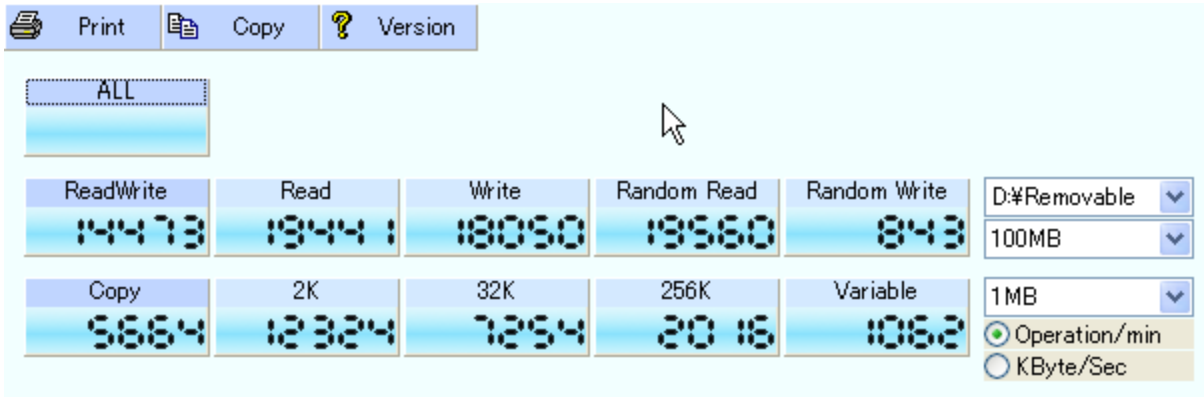 Print Copy Version
ALL
ReadWrite Read Write Random Read Random Write D:¥Removable
14473 19441 18050 19560 843 100MB
Copy 2K 32K 256K Variable 1MB
5664 12324 7254 2016 1062 Operation/min
KByte/Sec